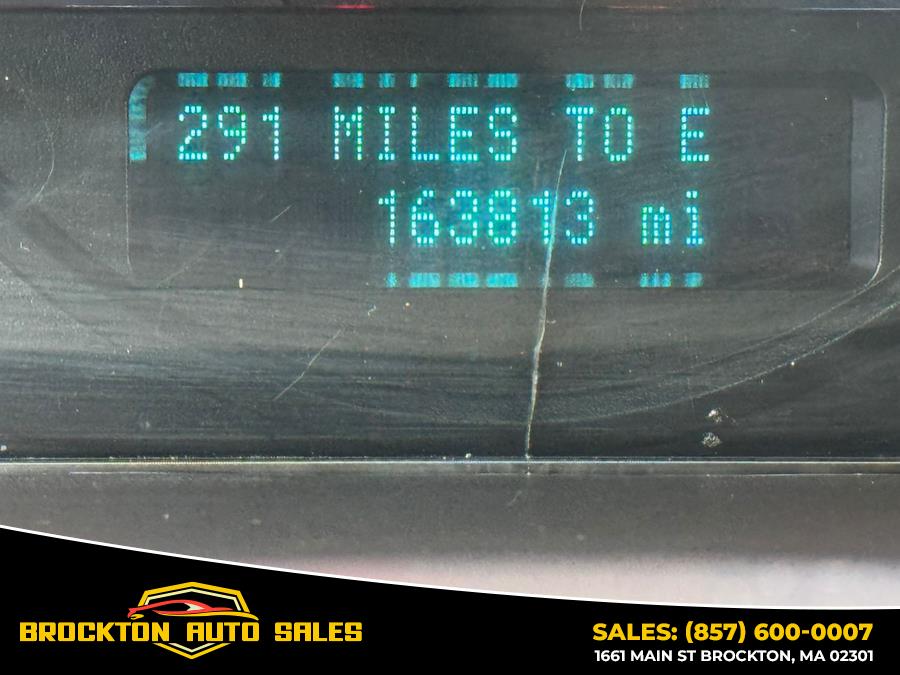 291 MILES TO E
163813 mi
BROCKTON AUTO SALES
SALES: (857) 600-0007
1661 MAIN ST BROCKTON, MA 02301